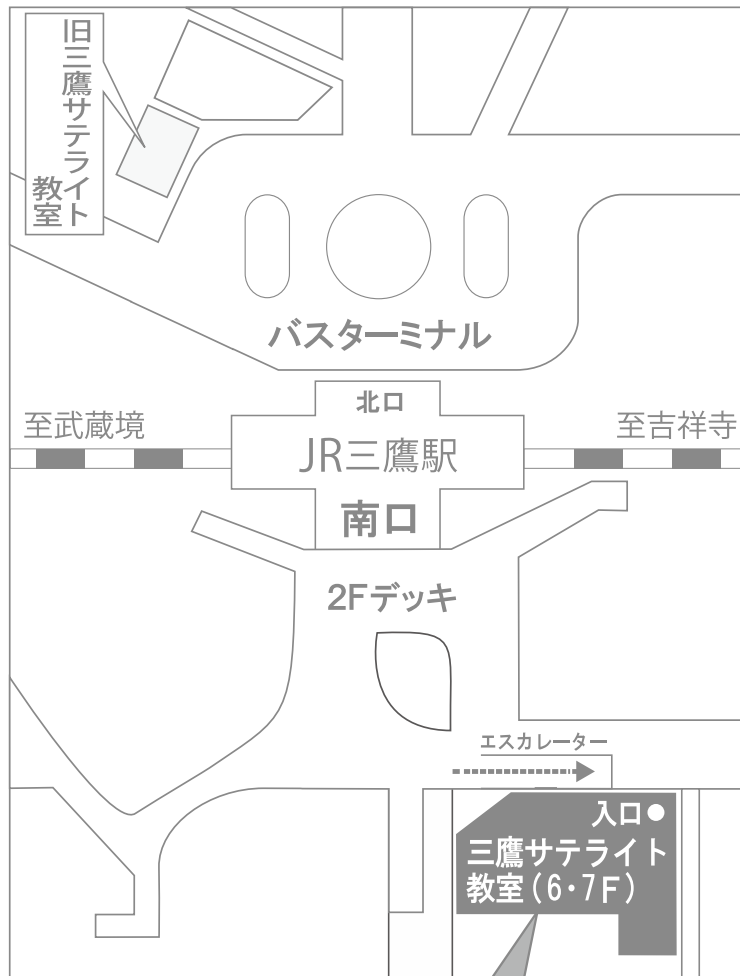 旧三鷹サテライト
教室
バスターミナル
北口
至武蔵境
至吉祥寺
JR三鷹駅
南口
2Fデッキ
エスカレーター
入口
三鷹サテライト
教室(6・7F)